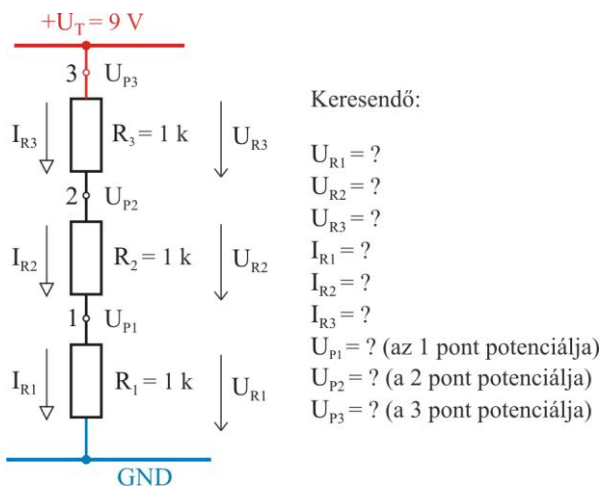 +U_T = 9 V
3 U_P3
I_R3 R_3 = 1 k U_R3
2 U_P2
I_R2 R_2 = 1 k U_R2
1 U_P1
I_R1 R_1 = 1 k U_R1
GND
Keresendő:
U_R1 = ?
U_R2 = ?
U_R3 = ?
I_R1 = ?
I_R2 = ?
I_R3 = ?
U_P1 = ? (az 1 pont potenciálja)
U_P2 = ? (a 2 pont potenciálja)
U_P3 = ? (a 3 pont potenciálja)